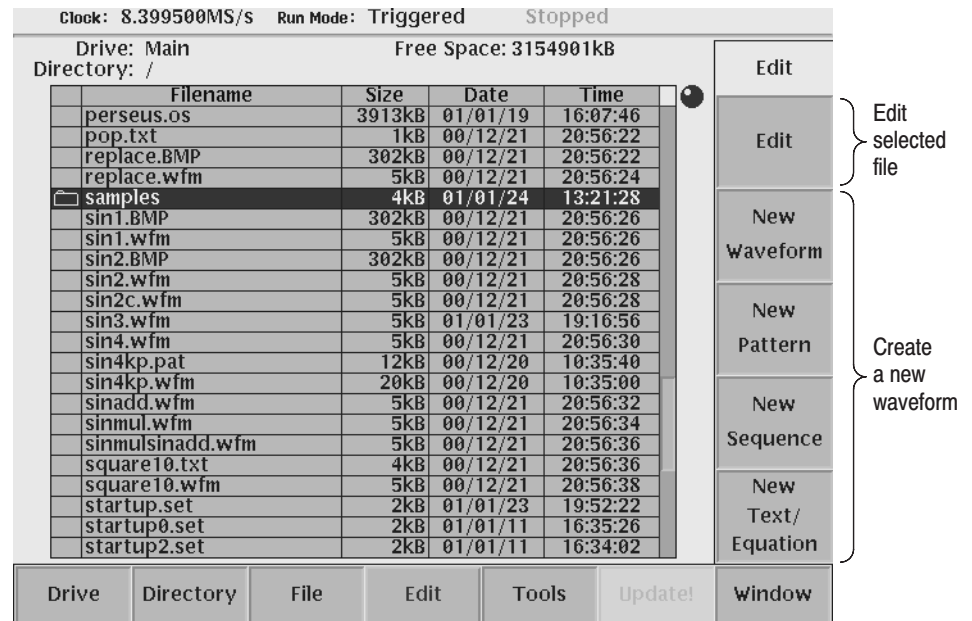 Clock: 8.399500MS/s Run Mode: Triggered Stopped
Drive: Main Free Space: 3154901kB
Directory: /
Filename Size Date Time
perseus.os 3913kB 01/01/19 16:07:46
pop.txt 1kB 00/12/21 20:56:22
replace.BMP 302kB 00/12/21 20:56:22
replace.wfm 5kB 00/12/21 20:56:24
samples 4kB 01/01/24 13:21:28
sin1.BMP 302kB 00/12/21 20:56:26
sin1.wfm 5kB 00/12/21 20:56:26
sin2.BMP 302kB 00/12/21 20:56:26
sin2.wfm 5kB 00/12/21 20:56:28
sin2c.wfm 5kB 00/12/21 20:56:28
sin3.wfm 5kB 01/01/23 19:16:56
sin4.wfm 5kB 00/12/21 20:56:30
sin4kp.pat 12kB 00/12/20 10:35:40
sin4kp.wfm 20kB 00/12/20 10:35:00
sinadd.wfm 5kB 00/12/21 20:56:32
sinmul.wfm 5kB 00/12/21 20:56:34
sinmulsinadd.wfm 5kB 00/12/21 20:56:36
square10.txt 4kB 00/12/21 20:56:36
square10.wfm 5kB 00/12/21 20:56:38
startup.set 2kB 01/01/23 19:52:22
startup0.set 2kB 01/01/11 16:35:26
startup2.set 2kB 01/01/11 16:34:02
Edit
Edit
New
Waveform
New
Pattern
New
Sequence
New
Text/
Equation
Edit
selected
file
Create
a new
waveform
Drive Directory File Edit Tools Update! Window